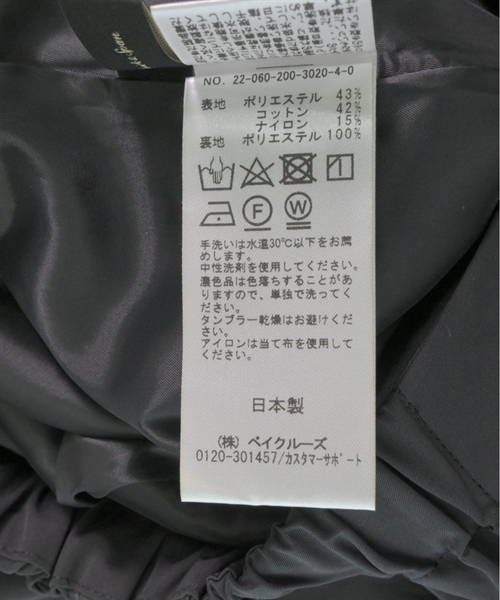 NO. 22-060-200-3020-4-0
表地 ポリエステル 43%
コットン 42%
ナイロン 15%
裏地 ポリエステル 100%
F W
手洗いは水温30℃以下をお薦
めします。
中性洗剤を使用してください。
濃色品は色落ちすることがあ
りますので、単独で洗ってく
ださい。
タンブラー乾燥はお避けくだ
さい。
アイロンは当て布を使用して
ください。
日本製
(株) ベイクルーズ
0120-301457/カスタマーサポート